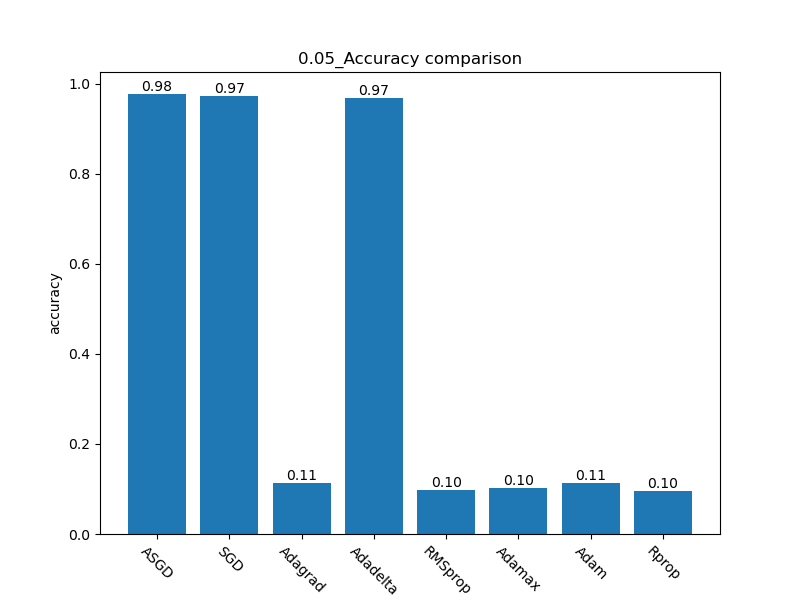 0.05_Accuracy comparison
1.0
0.8
0.6
0.4
0.2
0.0
accuracy
0.98
0.97
0.11
0.97
0.10
0.10
0.11
0.10
ASGD
SGD
Adagrad
Adadelta
RMSprop
Adamax
Adam
Rprop